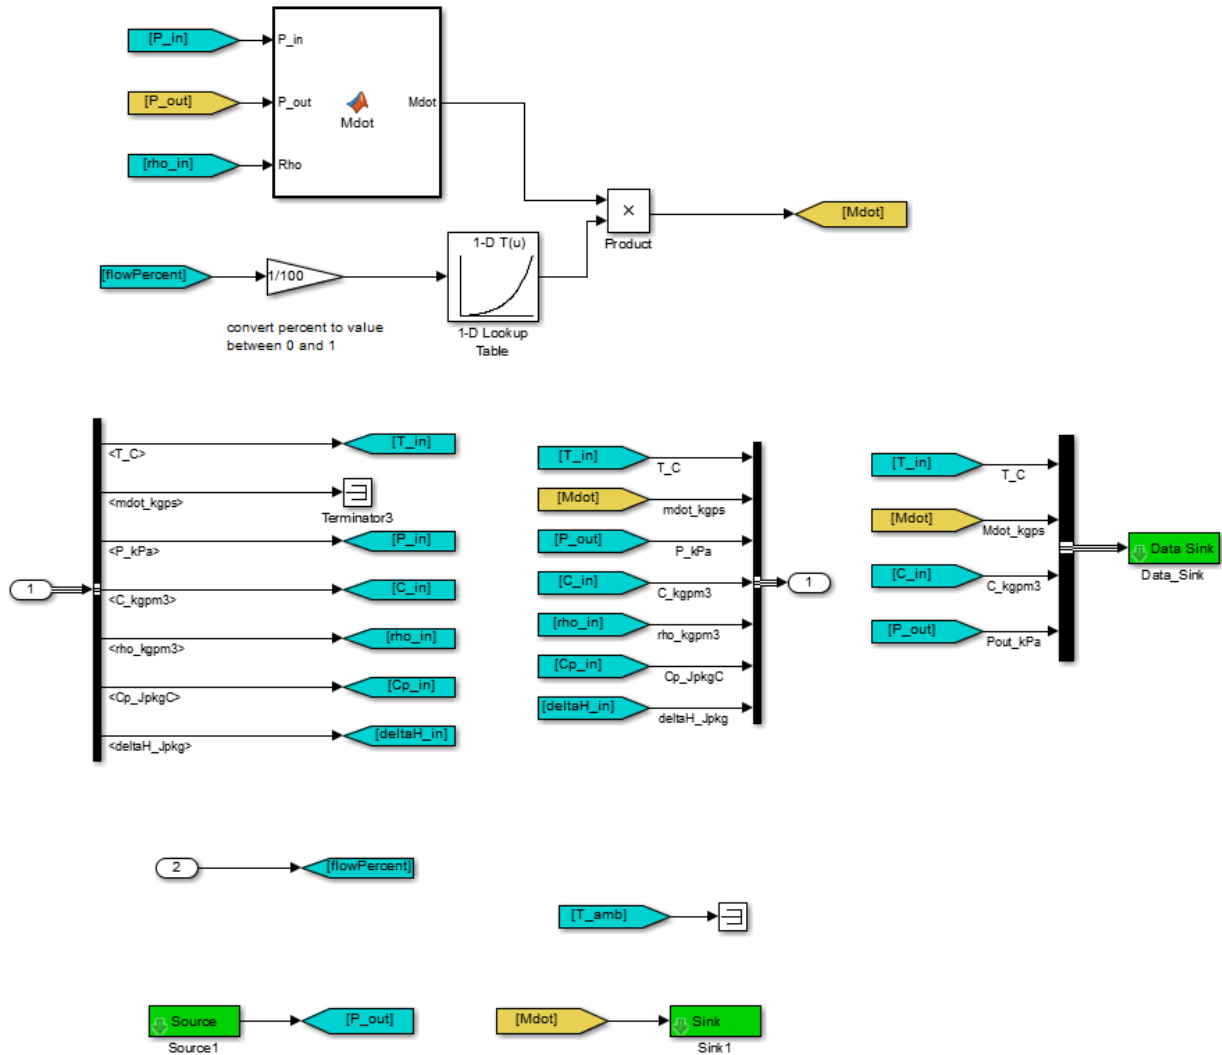 [P_in]
P_in
[P_out]
P_out
Mdot
Mdot
[rho_in]
Rho
[Mdot]
×
Product
1-D T(u)
[flowPercent]
1/100
1-D Lookup
Table
convert percent to value
between 0 and 1
1
<T_C>
[T_in]
<mdot_kgps>
Terminator3
<P_kPa>
[P_in]
<C_kgpm3>
[C_in]
<rho_kgpm3>
[rho_in]
<Cp_JpkgC>
[Cp_in]
<deltaH_Jpkg>
[deltaH_in]
[T_in]
T_C
[Mdot]
mdot_kgps
[P_out]
P_kPa
[C_in]
C_kgpm3
[rho_in]
rho_kgpm3
[Cp_in]
Cp_JpkgC
[deltaH_in]
deltaH_Jpkg
1
[T_in]
T_C
[Mdot]
Mdot_kgps
[C_in]
C_kgpm3
[P_out]
Pout_kPa
Data Sink
Data_Sink
2
[flowPercent]
[T_amb]
Source
Source1
[P_out]
[Mdot]
Sink
Sink1